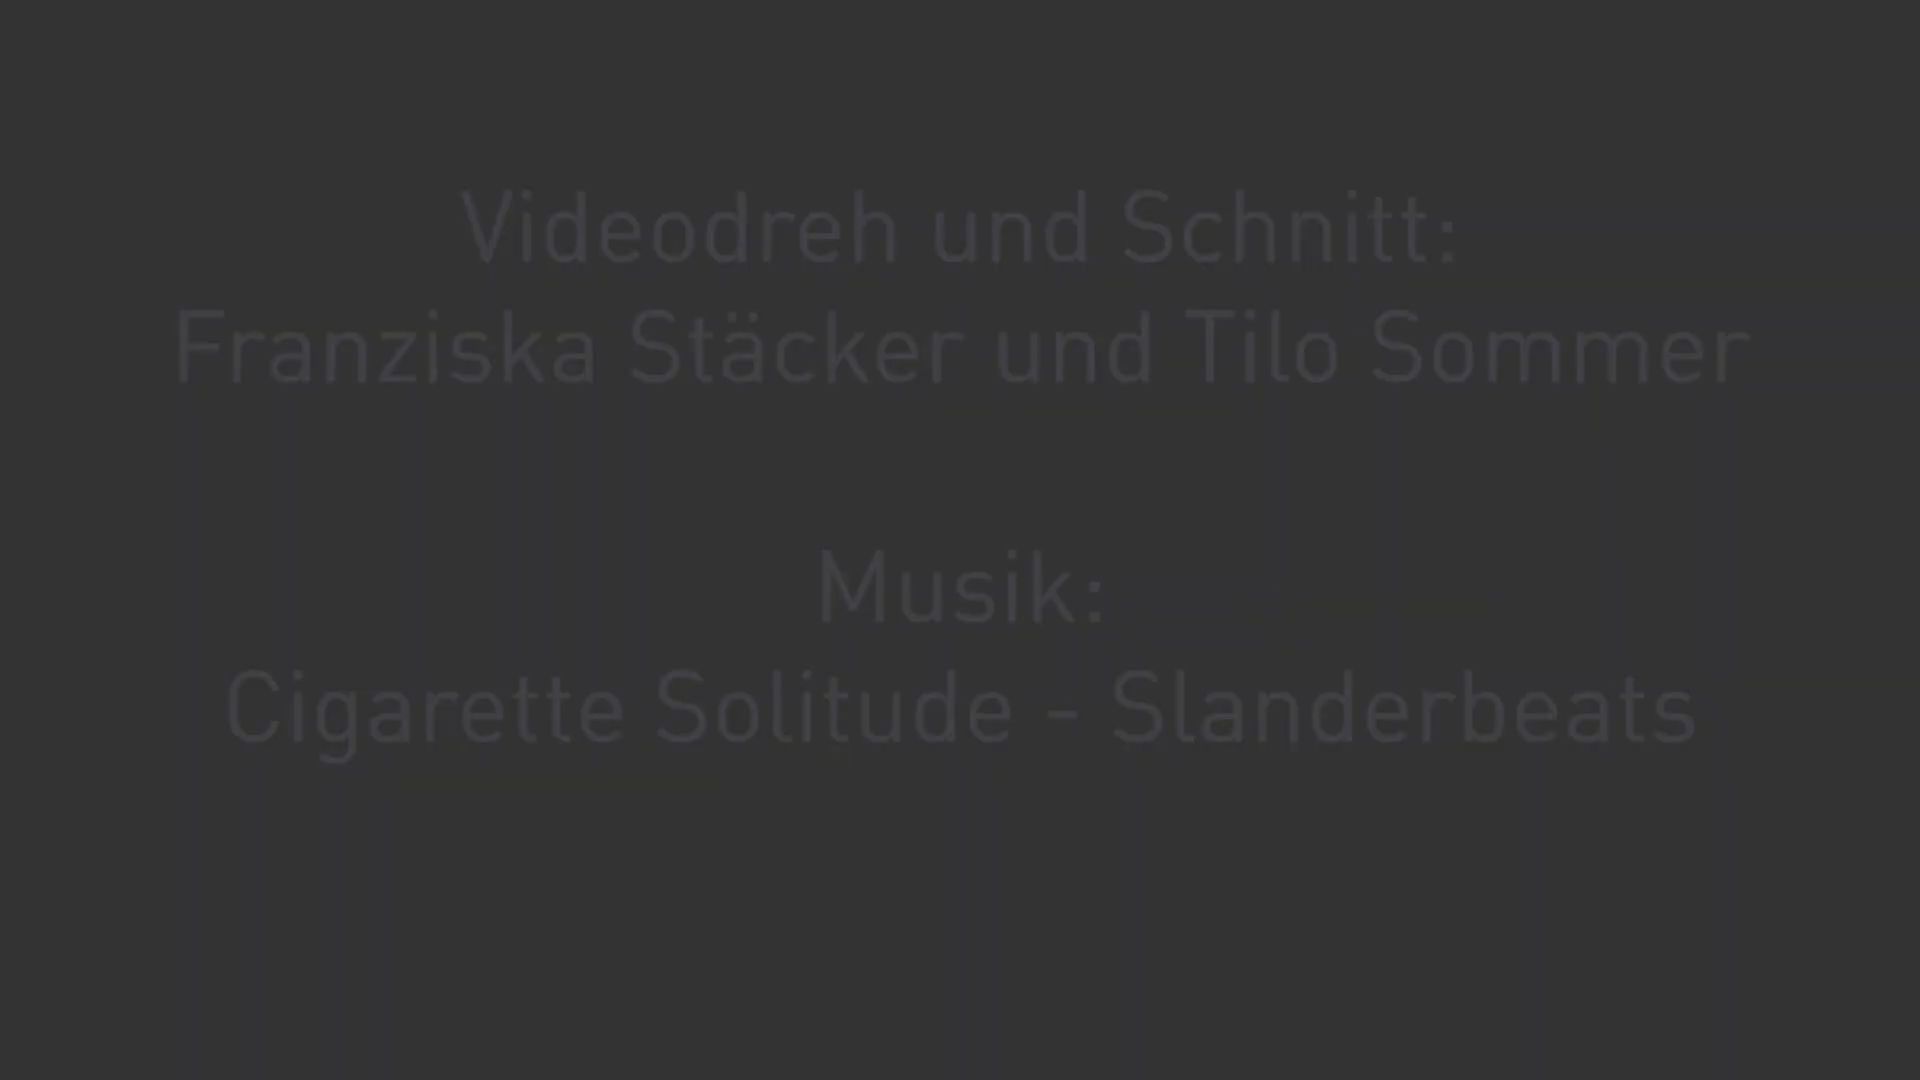 Videodreh und Schnitt:
Franziska Stäcker und Tilo Sommer
Musik:
Cigarette Solitude - Slanderbeats